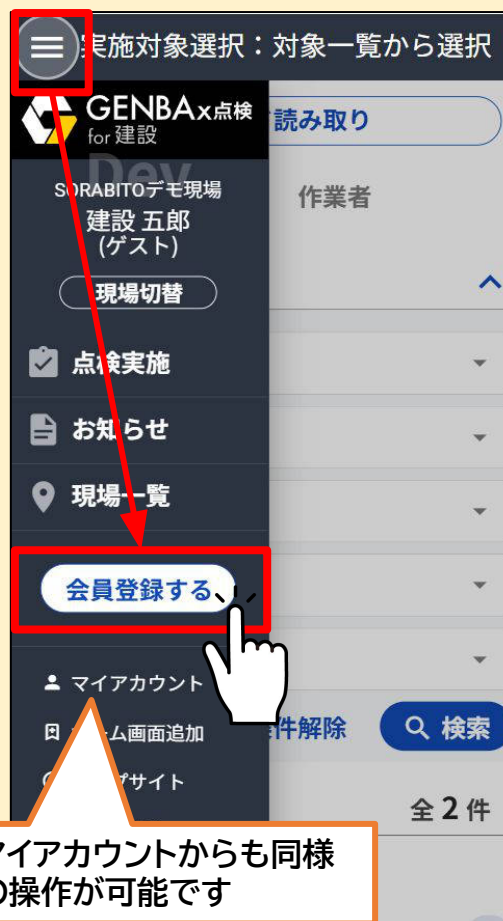 実施対象選択：対象一覧から選択
GENBAx点検
for 建設
読み取り
Dev
SORABITOデモ現場
作業者
建設 五郎
(ゲスト)
現場切替
点検実施
お知らせ
現場一覧
会員登録する
マイアカウント
ム画面追加
件解除
検索
プサイト
全2件
マイアカウントからも同様
の操作が可能です